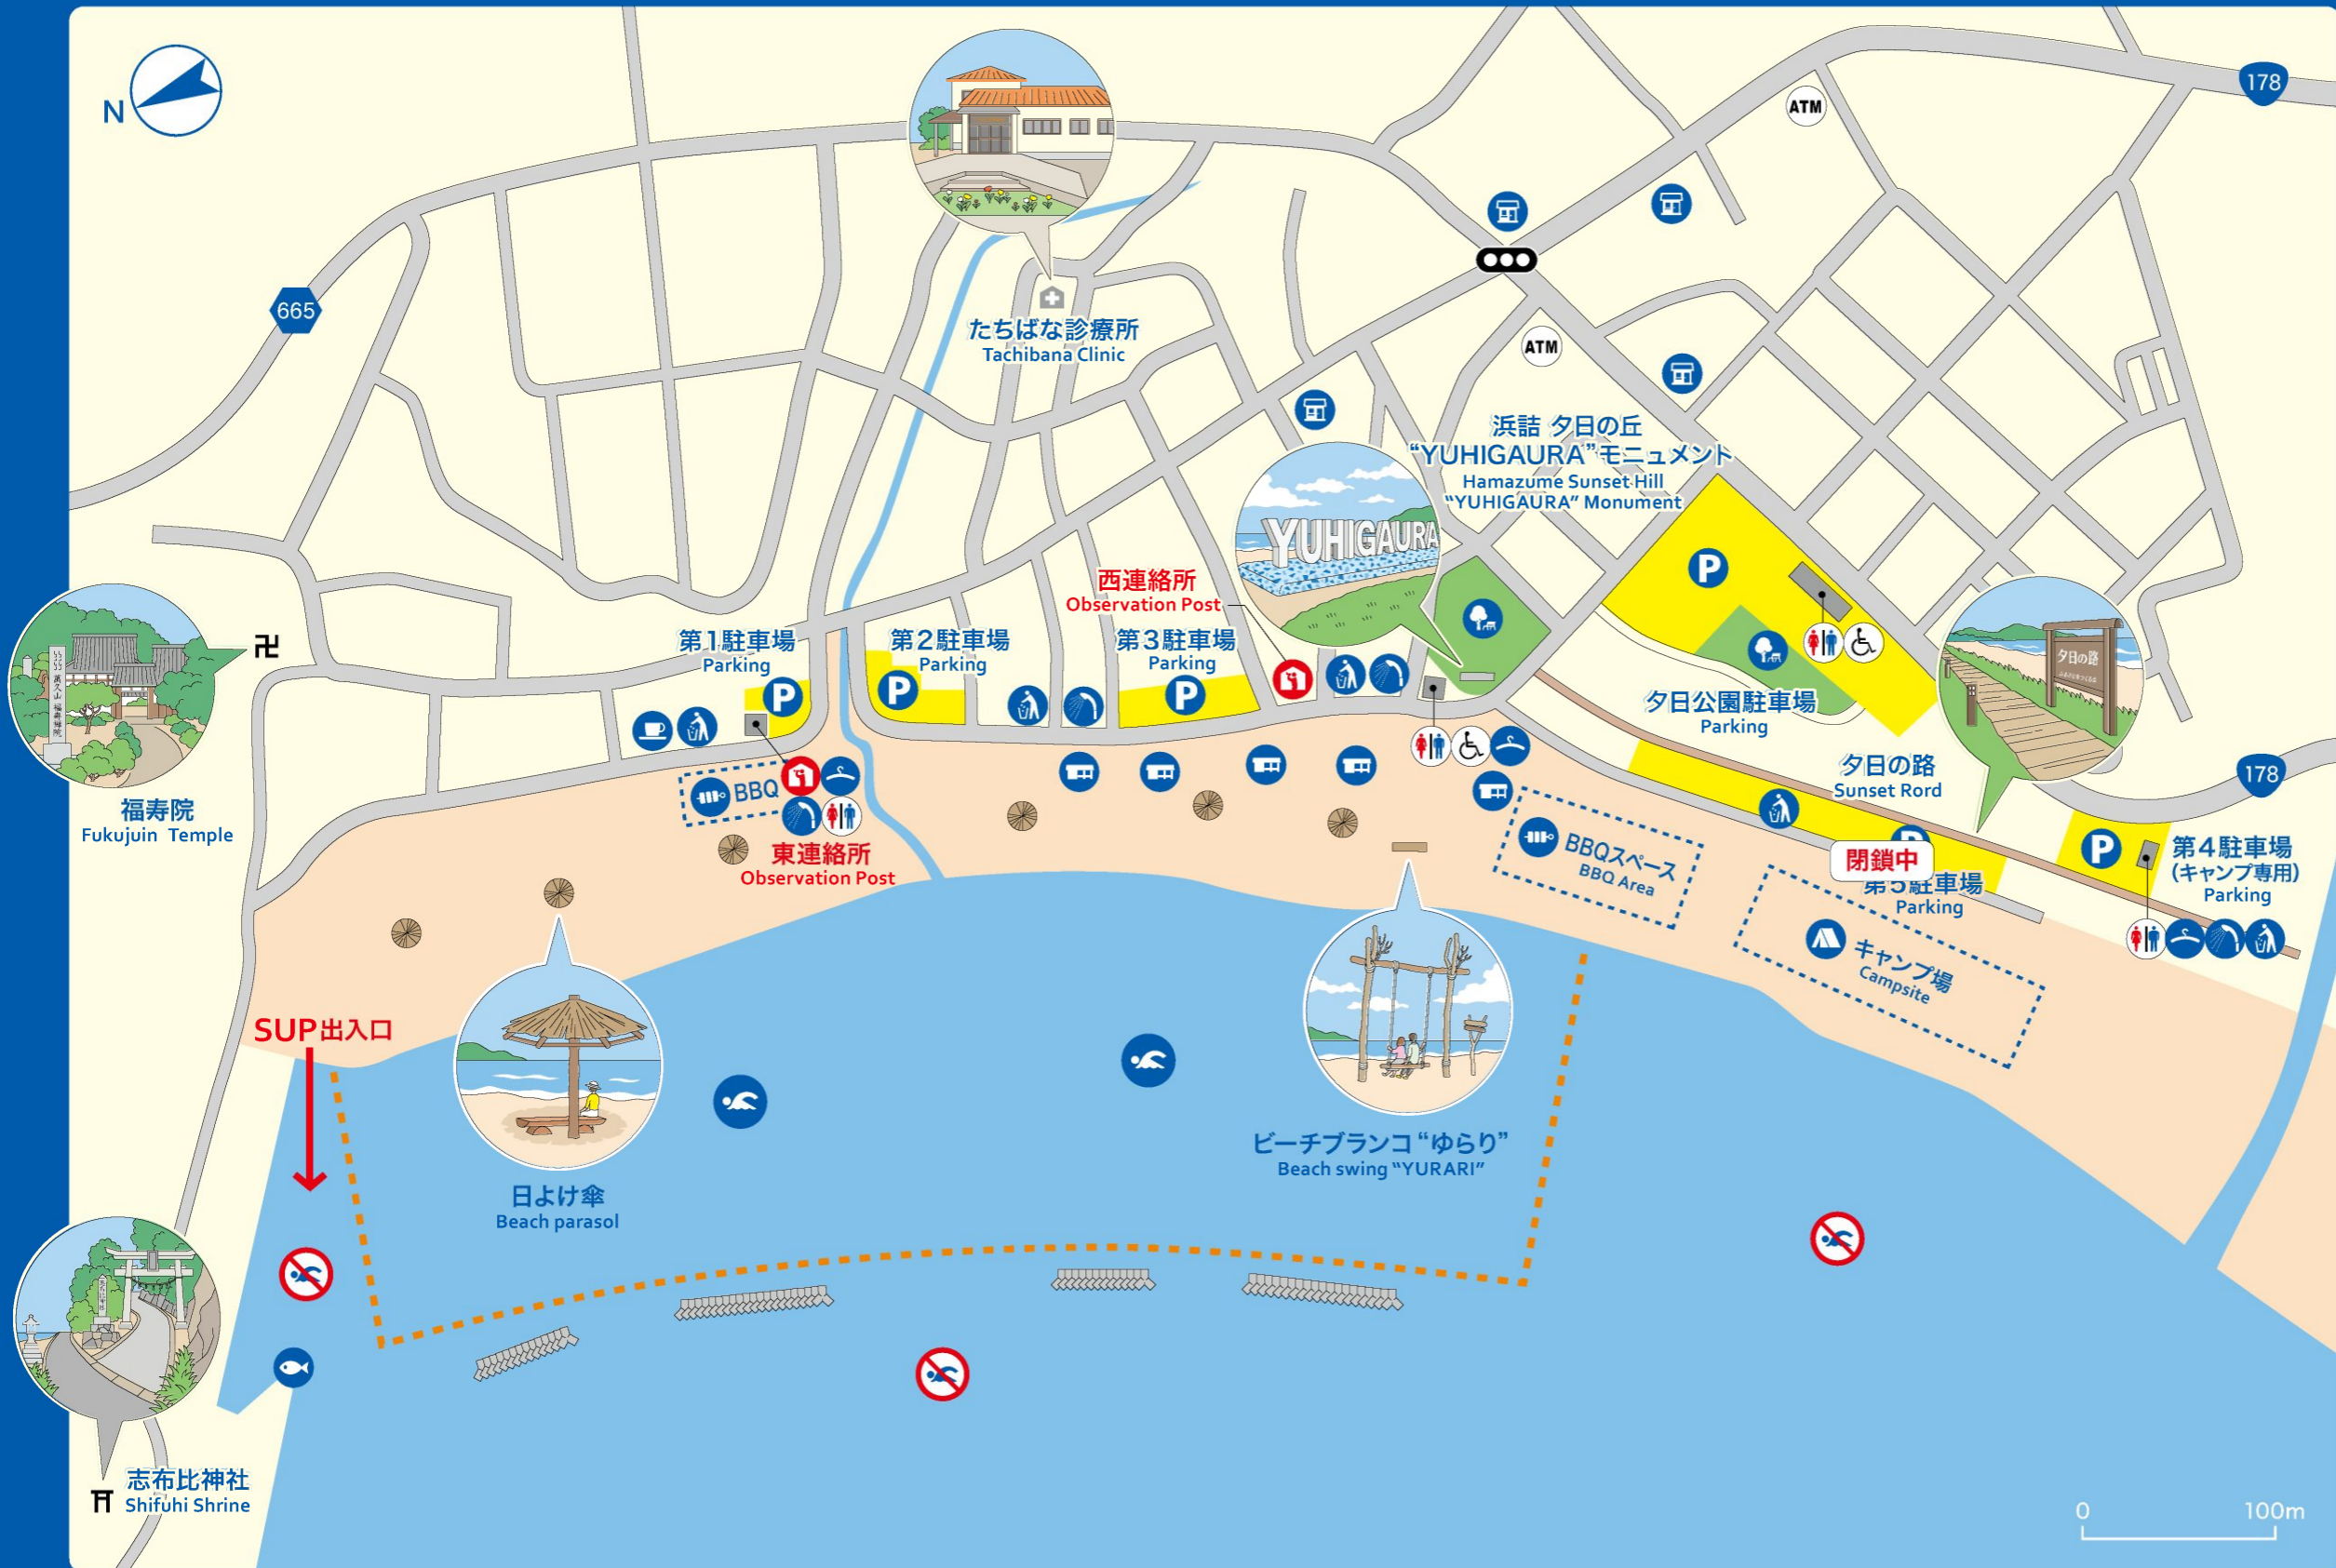 N
178
ATM
665
たちばな診療所
Tachibana Clinic
ATM
浜詰 夕日の丘
“YUHIGAURA”モニュメント
Hamazume Sunset Hill
“YUHIGAURA” Monument
YUHIGAURA
西連絡所
Observation Post
P
第1駐車場
Parking
P
第2駐車場
Parking
P
第3駐車場
Parking
P
夕日公園駐車場
Parking
夕日の路
夕日の路
Sunset Rord
178
福寿院
Fukujuin Temple
BBQ
東連絡所
Observation Post
BBQスペース
BBQ Area
閉鎖中
第5駐車場
Parking
P
第4駐車場
(キャンプ専用)
Parking
キャンプ場
Campsite
SUP出入口
日よけ傘
Beach parasol
ビーチブランコ“ゆらり”
Beach swing “YURARI”
志布比神社
Shifuhi Shrine
0 100m